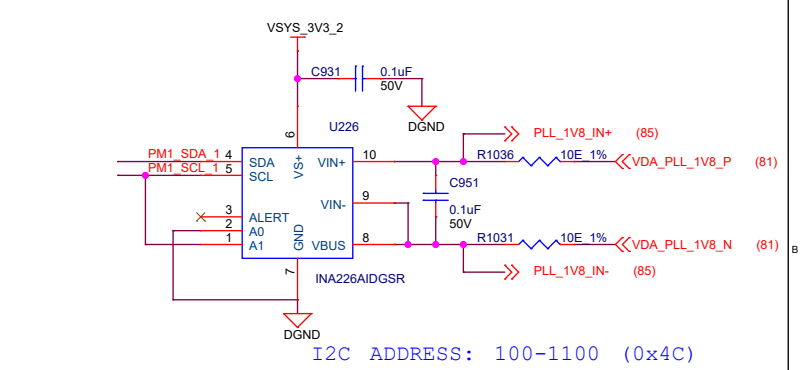 VSYS_3V3_2
C931 0.1uF
50V
DGND
U226
6
PLL_1V8_IN+ (85)
PM1_SDA_1 4 SDA VS+ VIN+ 10 R1036 10E_1% VDA_PLL_1V8_P (81)
PM1_SCL_1 5 SCL
C951
9 VIN-
0.1uF
50V
3 ALERT
2 A0
1 A1 GND VBUS 8 R1031 10E_1% VDA_PLL_1V8_N (81)
B
7
INA226AIDGSR
PLL_1V8_IN- (85)
DGND
I2C ADDRESS: 100-1100 (0x4C)